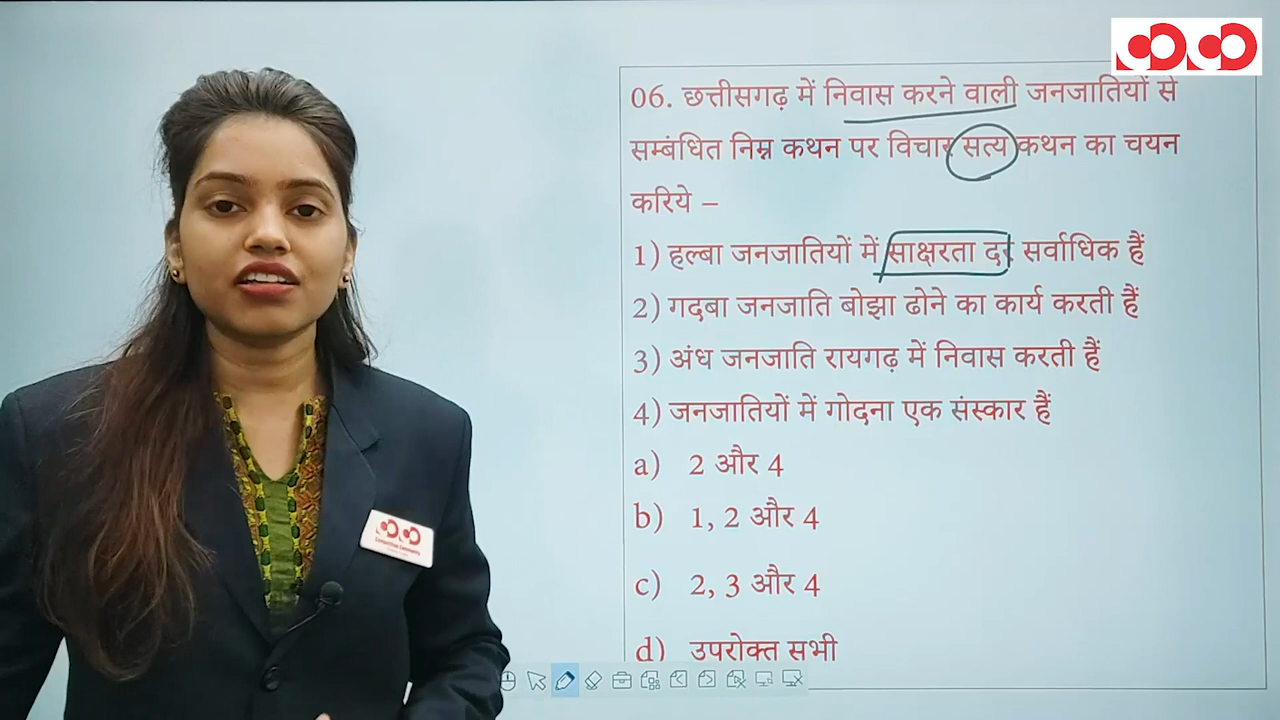 06. छत्तीसगढ़ में निवास करने वाली जनजातियों से
सम्बंधित निम्न कथन पर विचार सत्य कथन का चयन
करिये –
1) हल्बा जनजातियों में साक्षरता दर सर्वाधिक हैं
2) गदबा जनजाति बोझा ढोने का कार्य करती हैं
3) अंध जनजाति रायगढ़ में निवास करती हैं
4) जनजातियों में गोदना एक संस्कार हैं
a) 2 और 4
b) 1, 2 और 4
c) 2, 3 और 4
d) उपरोक्त सभी